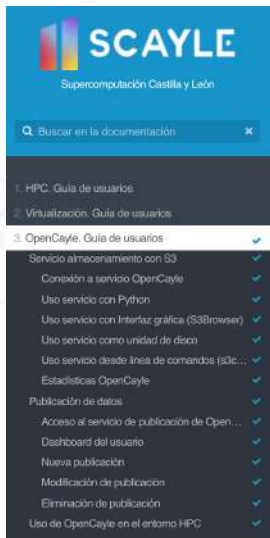 SCAYLE
Supercomputación Castilla y León
Buscar en la documentación
1. HPC. Guía de usuarios
2. Virtualización. Guía de usuarios
3. OpenCayle. Guía de usuarios
Servicio almacenamiento con S3
Conexión a servicio OpenCayle
Uso servicio con Python
Uso servicio con Interfaz gráfica (S3Browser)
Uso servicio como unidad de disco
Uso servicio desde linea de comandos (s3c...
Estadísticas OpenCayle
Publicación de datos
Acceso al servicio de publicación de Open...
Dashboard del usuario
Nueva publicación
Modificación de publicación
Eliminación de publicación
Uso de OpenCayle en el entorno HPC